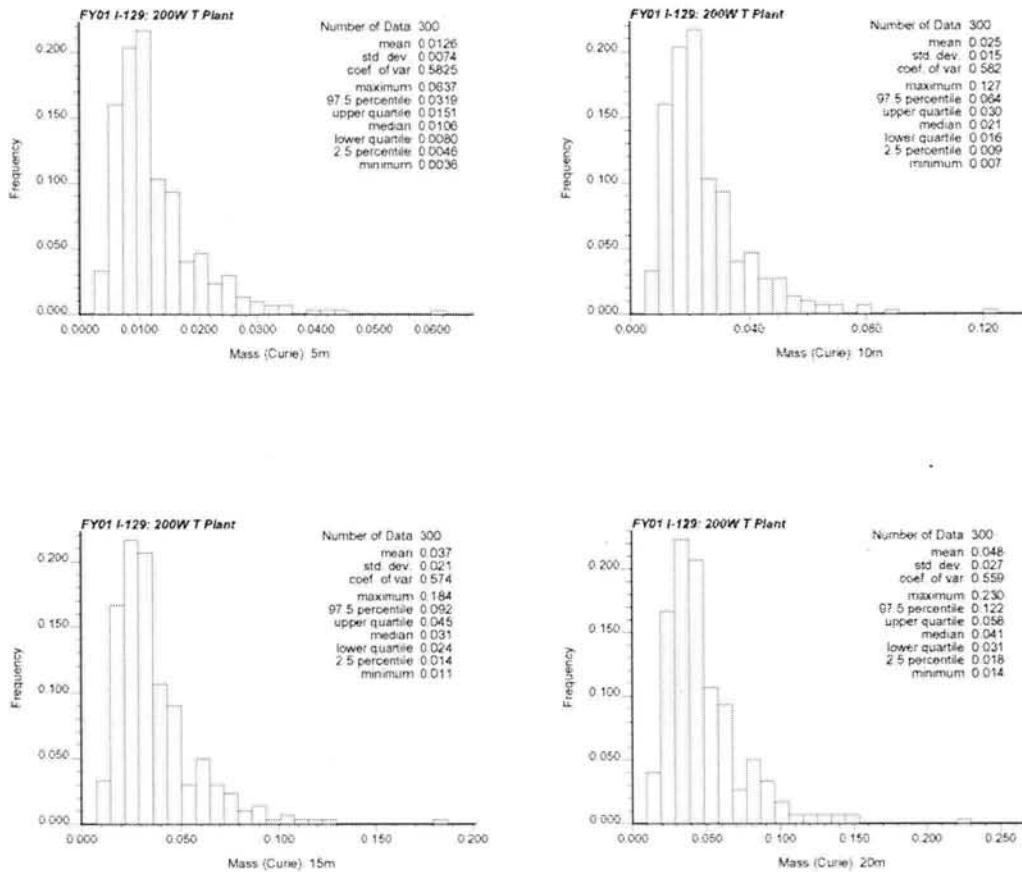 FY01 I-129: 200W T Plant
Number of Data 300
mean 0.0126
std. dev. 0.0074
coef. of var 0.5825
maximum 0.0637
97.5 percentile 0.0319
upper quartile 0.0151
median 0.0106
lower quartile 0.0080
2.5 percentile 0.0046
minimum 0.0036
Frequency
0.200
0.150
0.100
0.050
0.000
0.0000 0.0100 0.0200 0.0300 0.0400 0.0500 0.0600
Mass (Curie) 5m
FY01 I-129: 200W T Plant
Number of Data 300
mean 0.025
std. dev. 0.015
coef. of var 0.582
maximum 0.127
97.5 percentile 0.064
upper quartile 0.030
median 0.021
lower quartile 0.016
2.5 percentile 0.009
minimum 0.007
Frequency
0.200
0.150
0.100
0.050
0.000
0.000 0.040 0.080 0.120
Mass (Curie) 10m
FY01 I-129: 200W T Plant
Number of Data 300
mean 0.037
std. dev. 0.021
coef. of var 0.574
maximum 0.184
97.5 percentile 0.092
upper quartile 0.045
median 0.031
lower quartile 0.024
2.5 percentile 0.014
minimum 0.011
Frequency
0.200
0.150
0.100
0.050
0.000
0.000 0.050 0.100 0.150 0.200
Mass (Curie) 15m
FY01 I-129: 200W T Plant
Number of Data 300
mean 0.048
std. dev. 0.027
coef. of var 0.559
maximum 0.230
97.5 percentile 0.122
upper quartile 0.058
median 0.041
lower quartile 0.031
2.5 percentile 0.018
minimum 0.014
Frequency
0.200
0.150
0.100
0.050
0.000
0.000 0.050 0.100 0.150 0.200 0.250
Mass (Curie) 20m